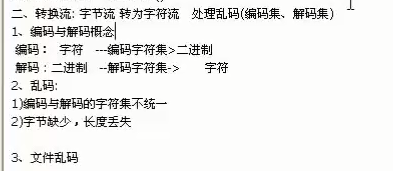 二、转换流: 字节流 转为字符流 处理乱码(编码集、解码集)
1、编码与解码概念
编码： 字符 ---编码字符集>二进制
解码：二进制 --解码字符集-> 字符
2、乱码:
1)编码与解码的字符集不统一
2)字节缺少，长度丢失
3、文件乱码